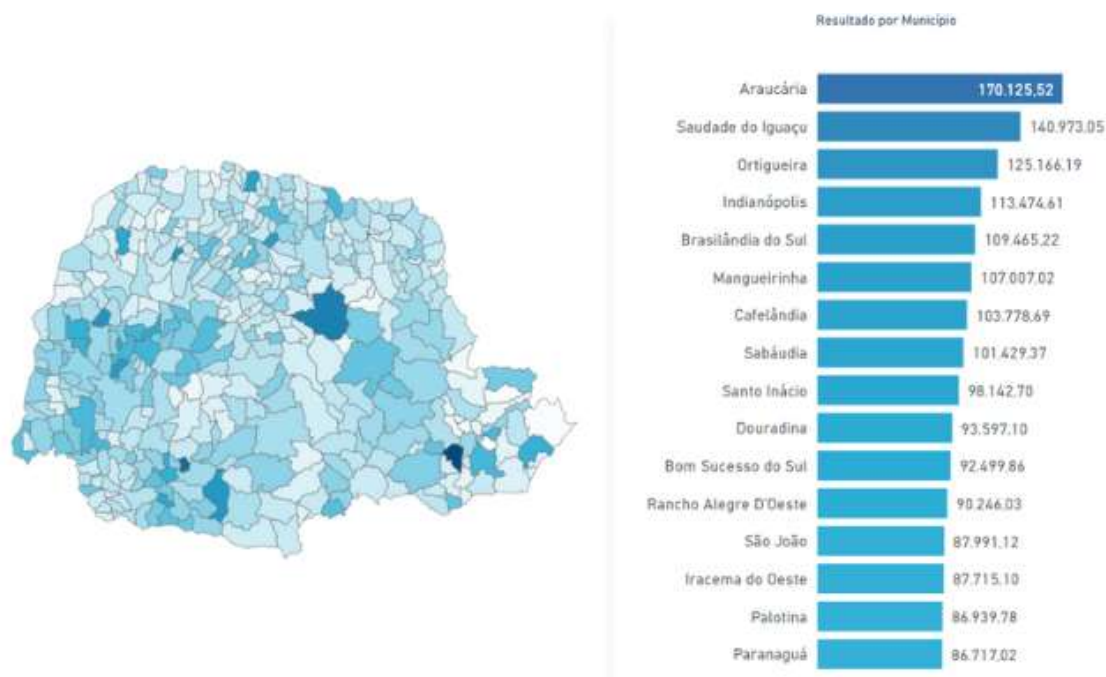 Resultado por Município
Araucária 170.125,52
Saudade do Iguaçu 140.973,05
Ortigueira 125.166,19
Indianópolis 113.474,61
Brasilândia do Sul 109.465,22
Mangueirinha 107.007,02
Cafelândia 103.778,69
Sabáudia 101.429,37
Santo Inácio 98.142,70
Douradina 93.597,10
Bom Sucesso do Sul 92.499,86
Rancho Alegre D'Oeste 90.246,03
São João 87.991,12
Iracema do Oeste 87.715,10
Palotina 86.939,78
Paranaguá 86.717,02